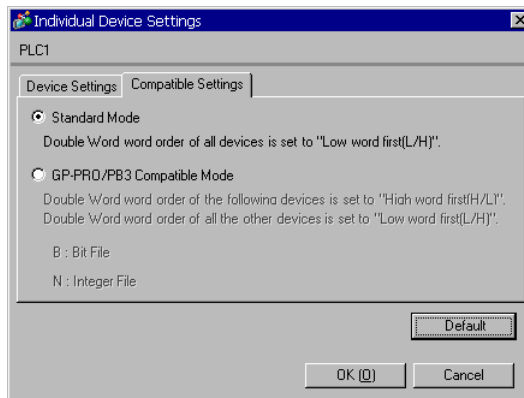 Individual Device Settings
PLC1
Device Settings
Compatible Settings
Standard Mode
Double Word word order of all devices is set to "Low word first(L/H)".
GP-PRO/PB3 Compatible Mode
Double Word word order of the following devices is set to "High word first(H/L)".
Double Word word order of all the other devices is set to "Low word first(L/H)".
B : Bit File
N : Integer File
Default
OK (O)
Cancel